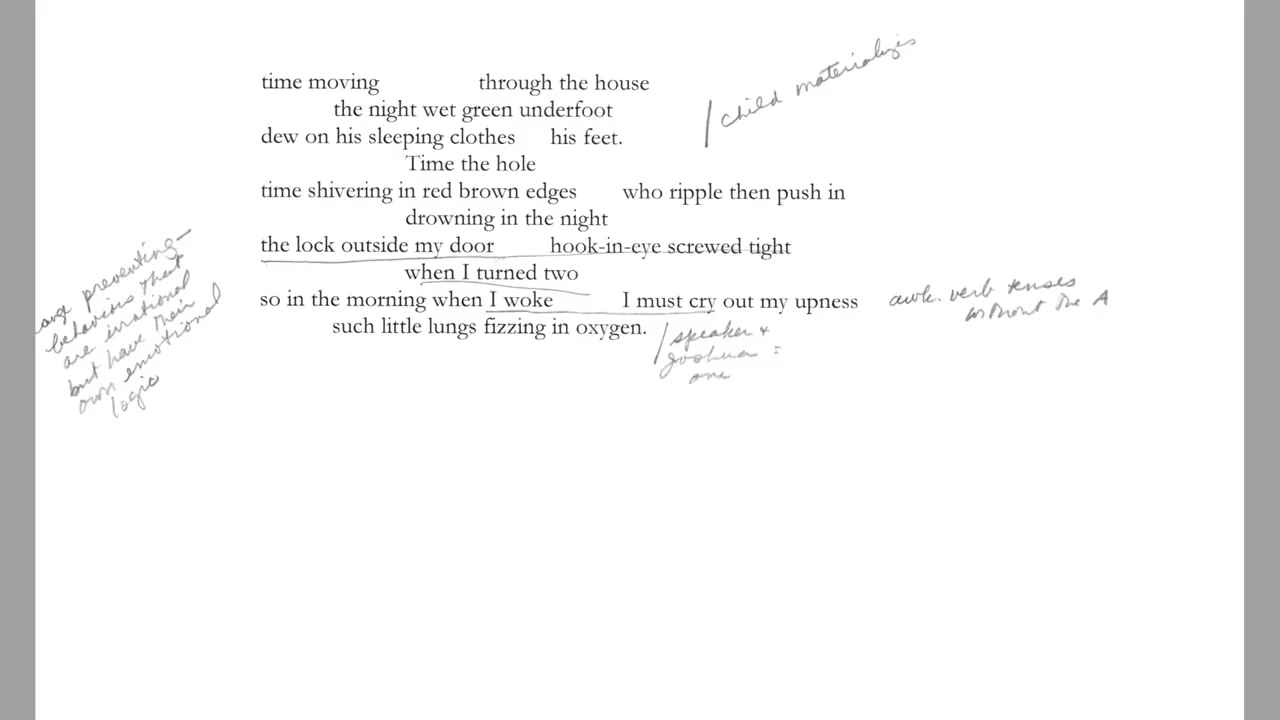 time moving through the house
the night wet green underfoot
dew on his sleeping clothes his feet.
Time the hole
time shivering in red brown edges who ripple then push in
drowning in the night
the lock outside my door hook-in-eye screwed tight
when I turned two
so in the morning when I woke I must cry out my upness
such little lungs fizzing in oxygen.
child materializes
preventing—
behaviors that
are irrational
but have their
own emotional
logic
awk. verb tenses
without the A
speaker +
Joshua =
one